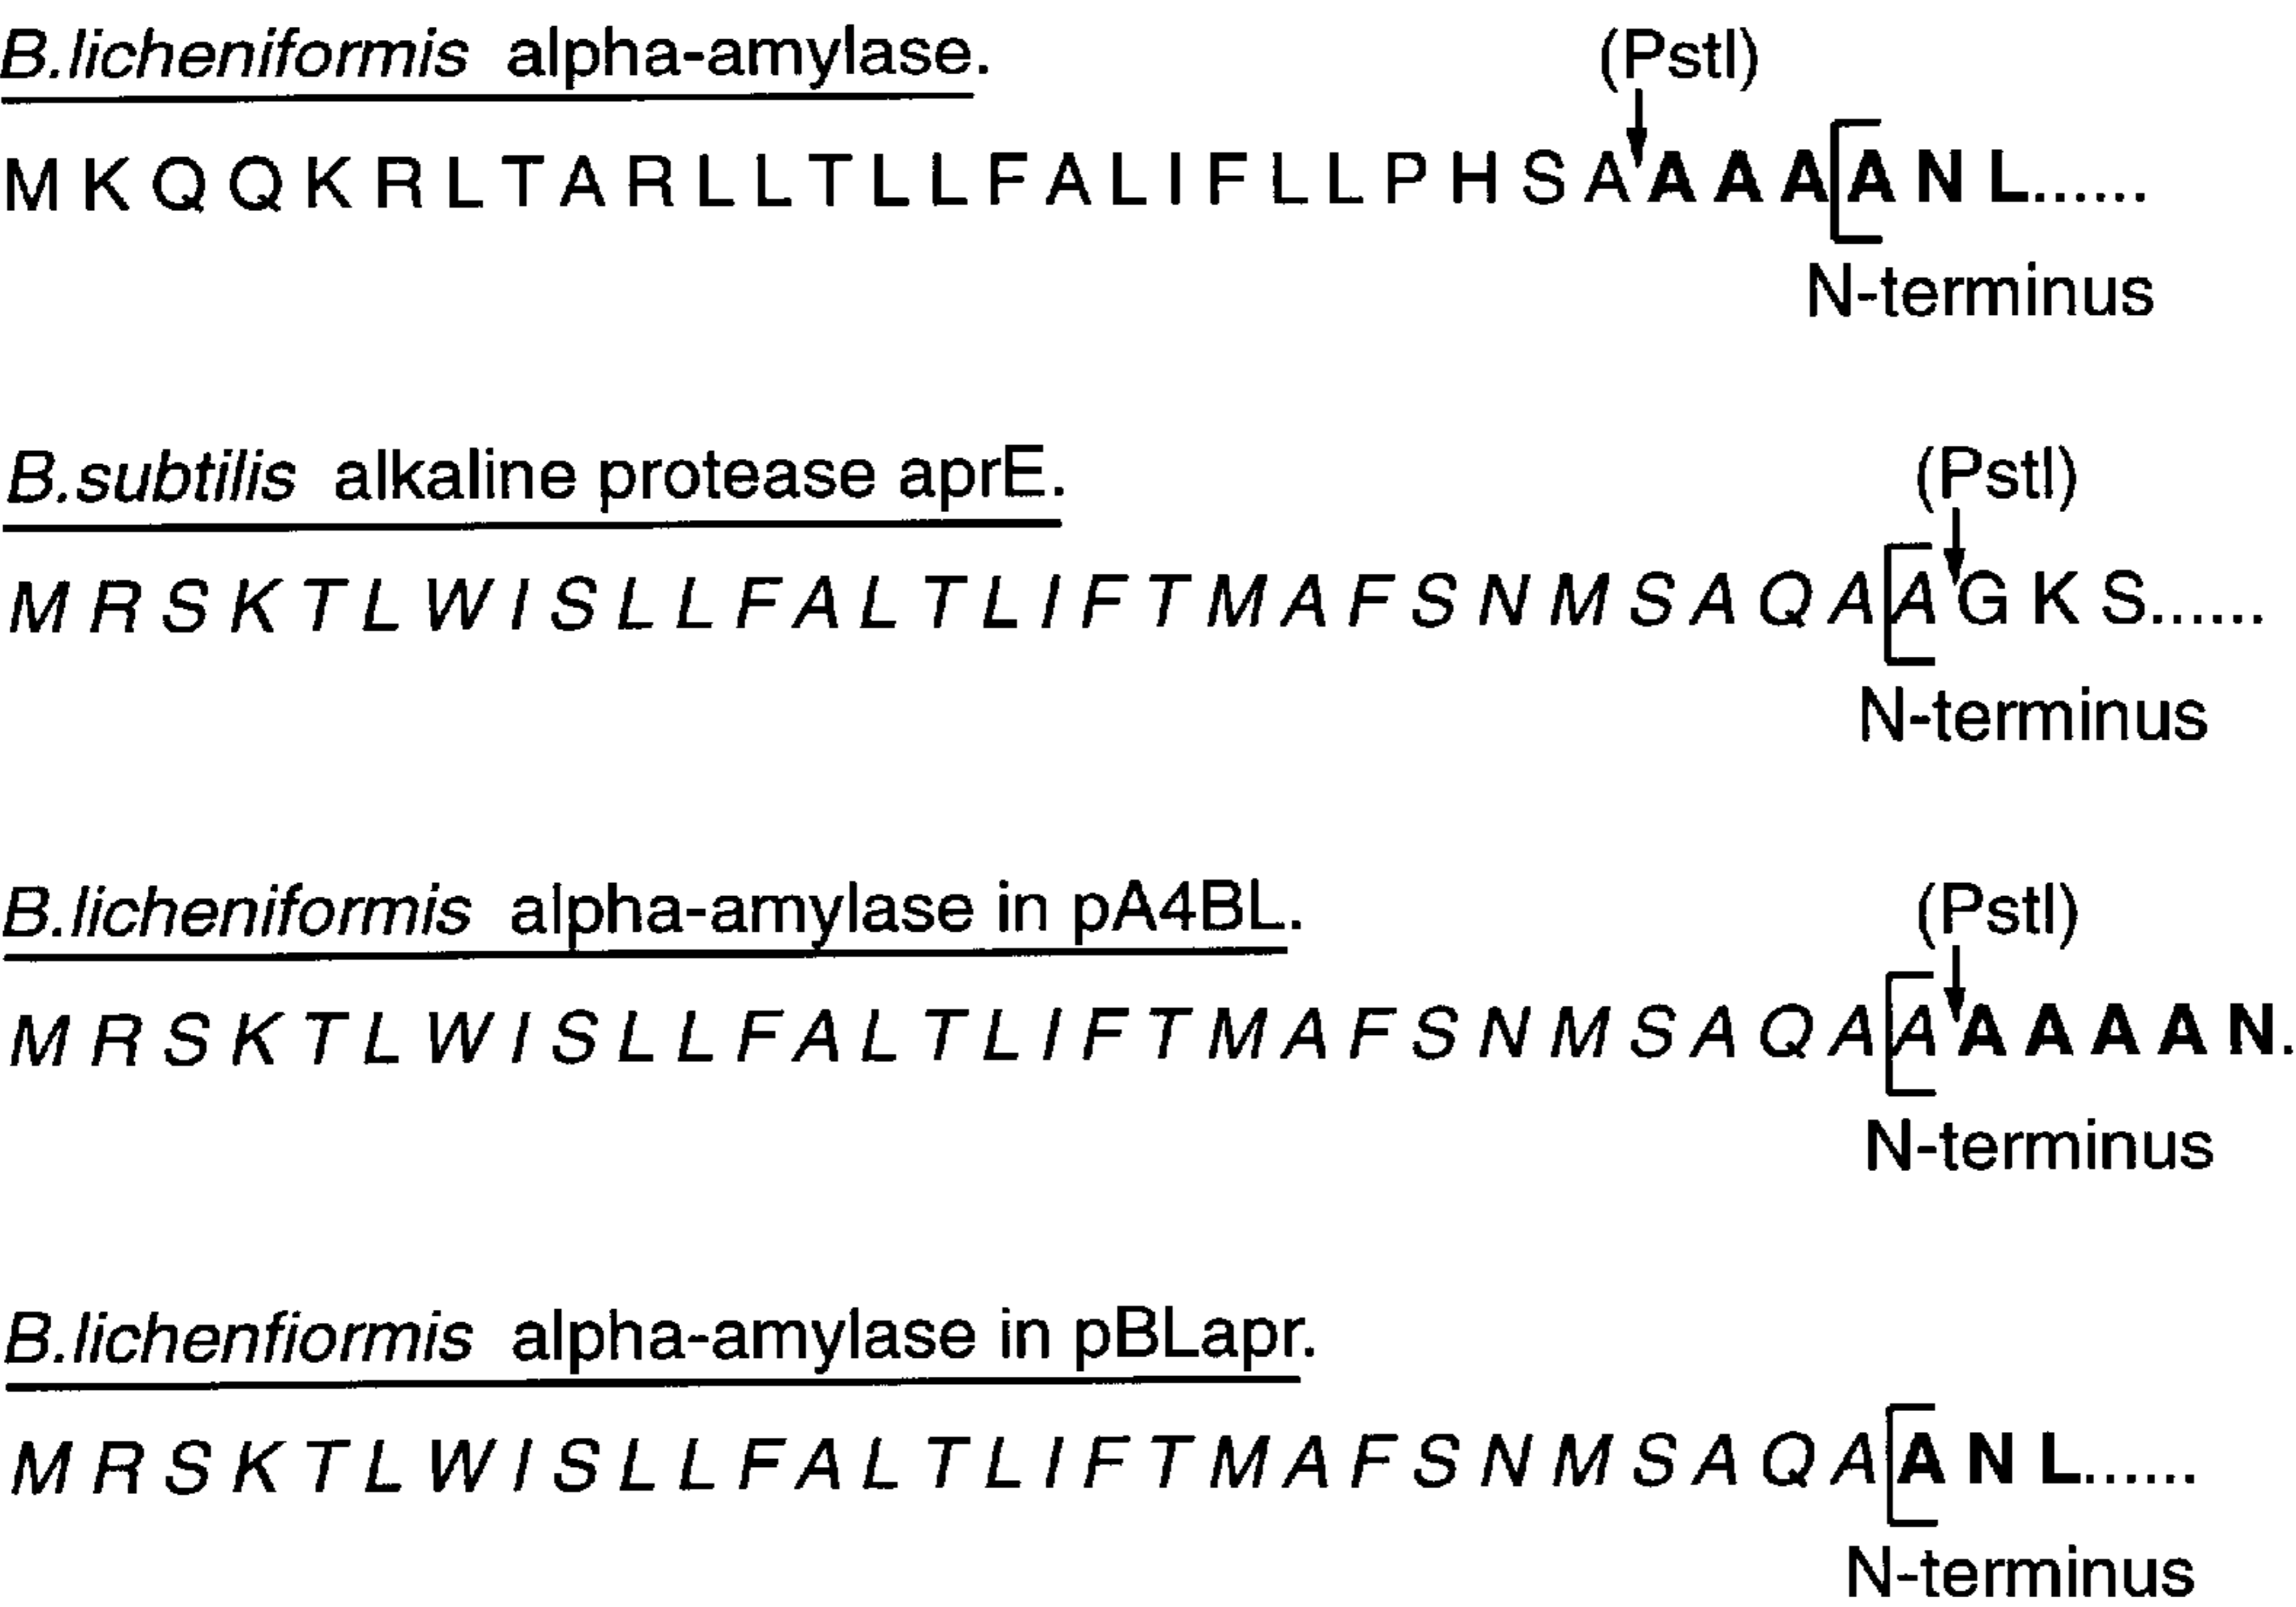 B.licheniformis alpha-amylase.
(PstI)
M K Q Q K R L T A R L L T L L F A L I F L L P H S A A A A A N L......
N-terminus
B.subtilis alkaline protease aprE.
(PstI)
M R S K T L W I S L L F A L T L I F T M A F S N M S A Q A A G K S......
N-terminus
B.licheniformis alpha-amylase in pA4BL.
(PstI)
M R S K T L W I S L L F A L T L I F T M A F S N M S A Q A A A A A A N.
N-terminus
B.lichenfiormis alpha-amylase in pBLapr.
M R S K T L W I S L L F A L T L I F T M A F S N M S A Q A A N L......
N-terminus